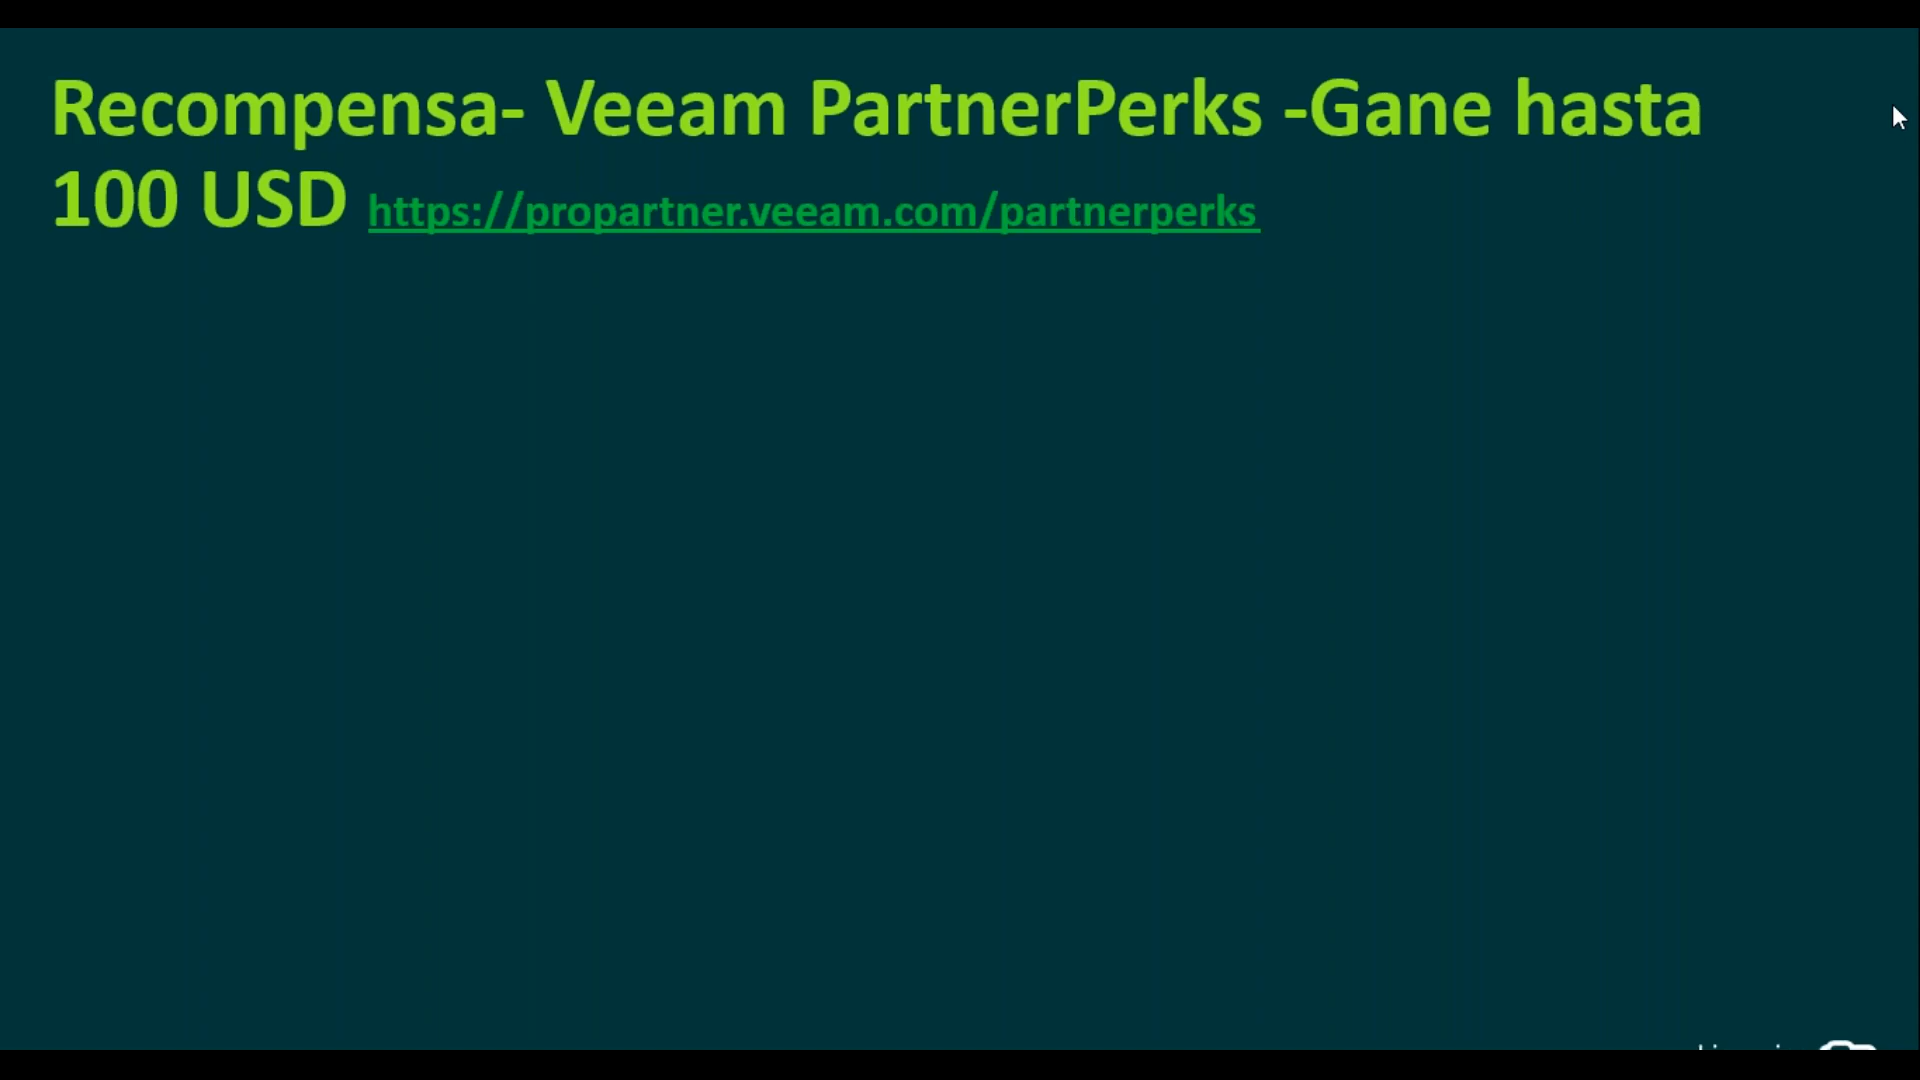 Recompensa- Veeam PartnerPerks -Gane hasta
100 USD https://propartner.veeam.com/partnerperks